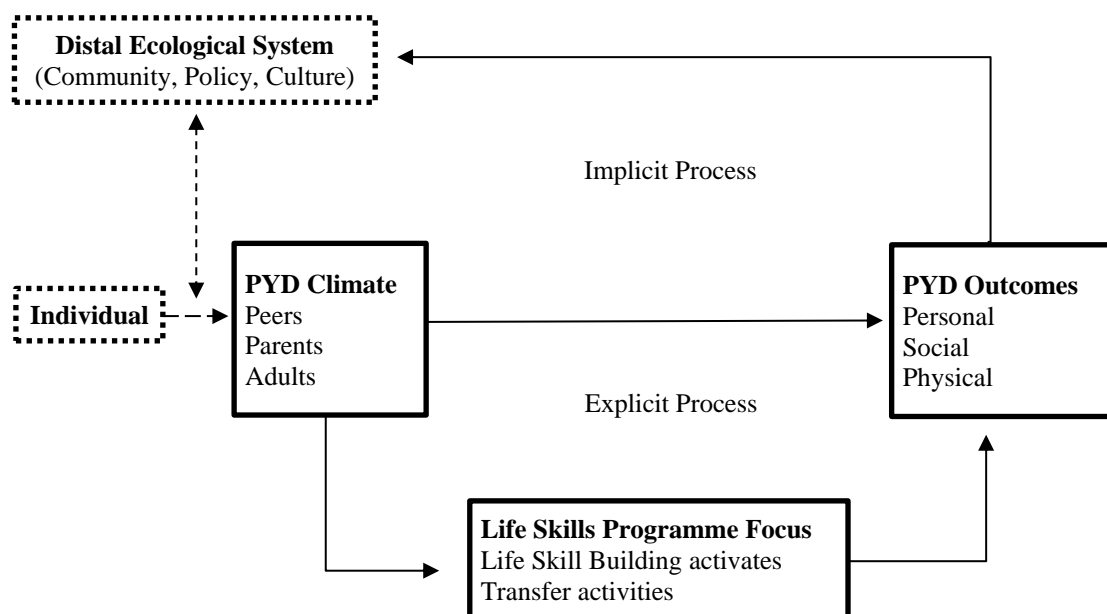 Distal Ecological System
(Community, Policy, Culture)
Implicit Process
Individual
PYD Climate
Peers
Parents
Adults
PYD Outcomes
Personal
Social
Physical
Explicit Process
Life Skills Programme Focus
Life Skill Building activates
Transfer activities